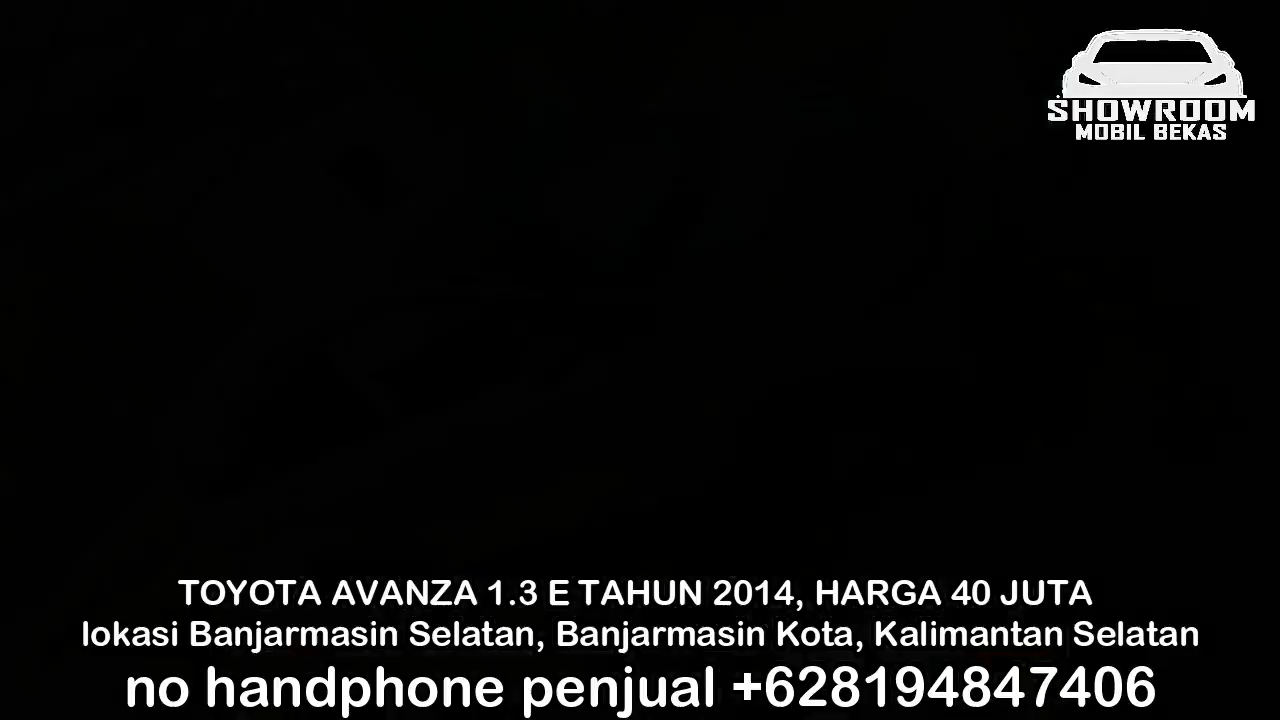 SHOWROOM
MOBIL BEKAS
TOYOTA AVANZA 1.3 E TAHUN 2014, HARGA 40 JUTA
lokasi Banjarmasin Selatan, Banjarmasin Kota, Kalimantan Selatan
no handphone penjual +628194847406